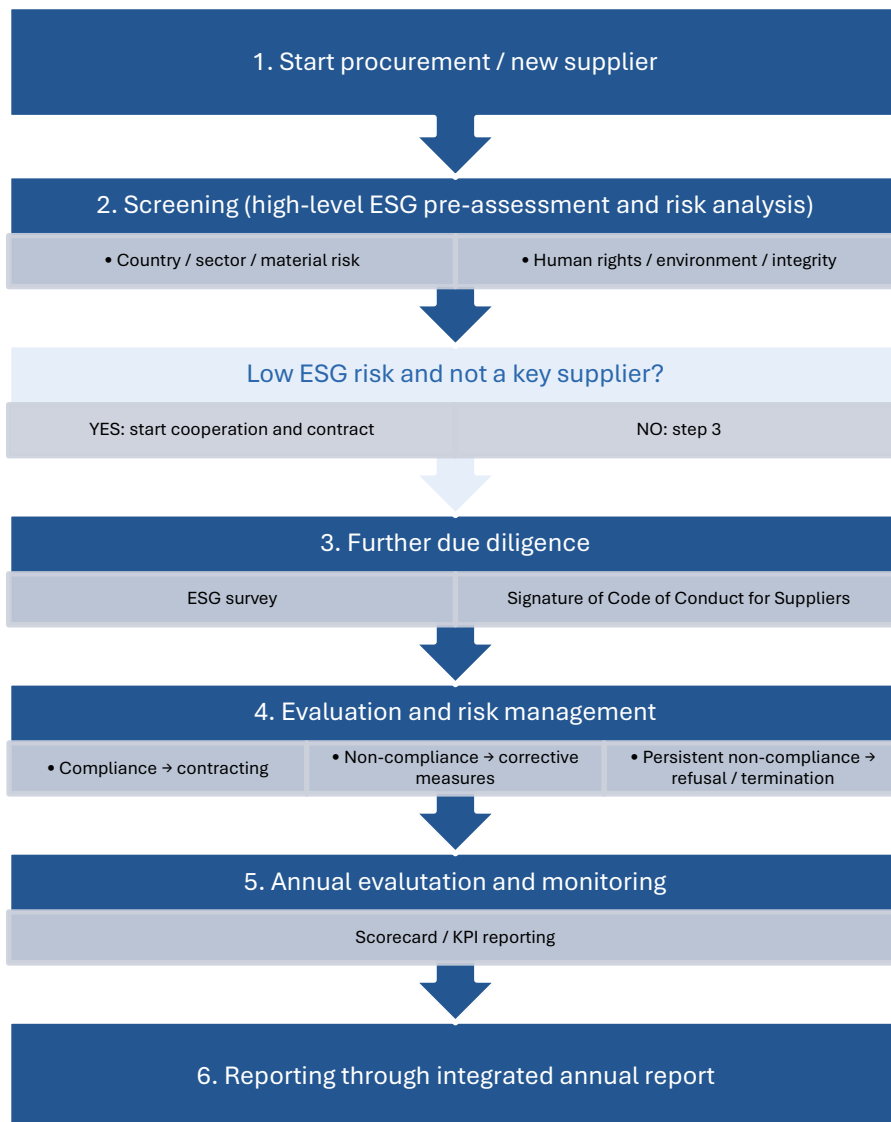 1. Start procurement / new supplier
2. Screening (high-level ESG pre-assessment and risk analysis)
• Country / sector / material risk
• Human rights / environment / integrity
Low ESG risk and not a key supplier?
YES: start cooperation and contract
NO: step 3
3. Further due diligence
ESG survey
Signature of Code of Conduct for Suppliers
4. Evaluation and risk management
• Compliance → contracting
• Non-compliance → corrective
measures
• Persistent non-compliance →
refusal / termination
5. Annual evalutation and monitoring
Scorecard / KPI reporting
6. Reporting through integrated annual report